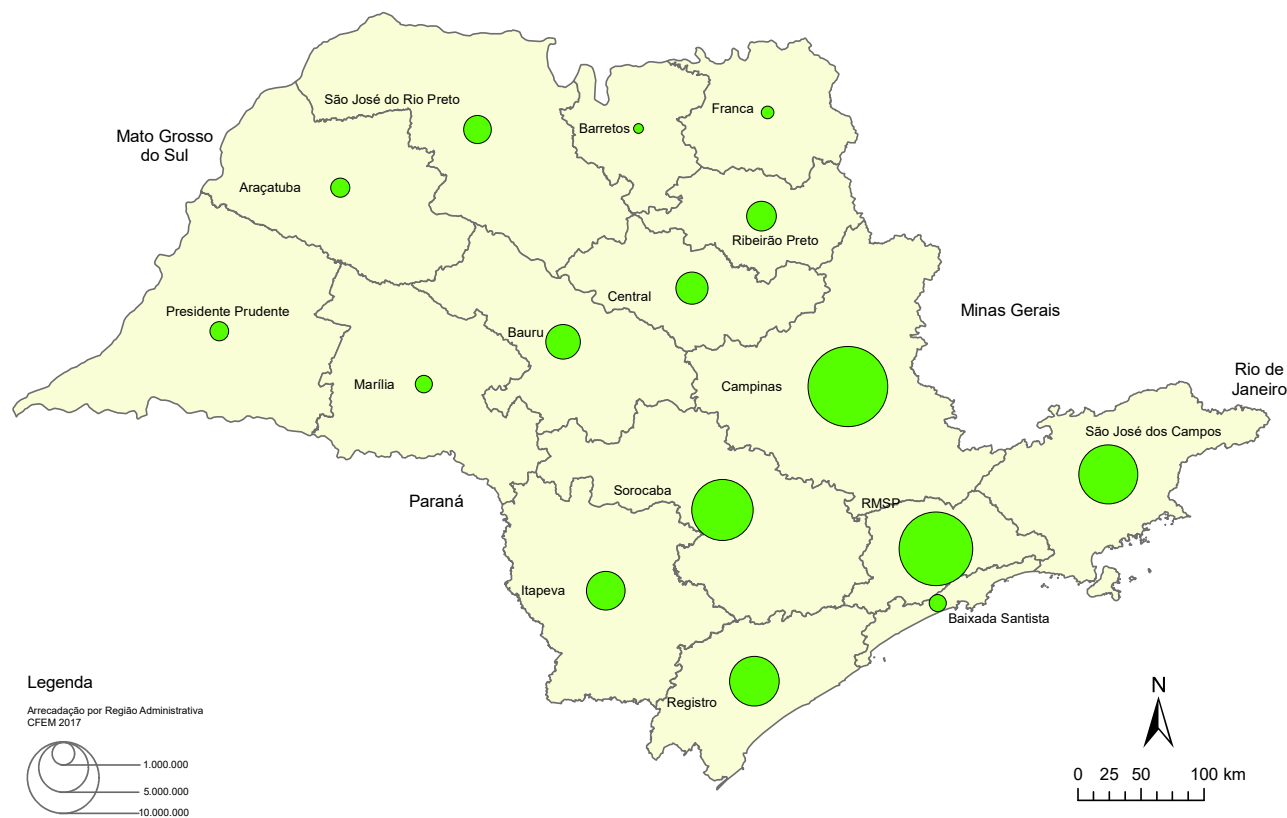 São José do Rio Preto
Barretos
Franca
Mato Grosso
do Sul
Araçatuba
Ribeirão Preto
Central
Presidente Prudente
Minas Gerais
Bauru
Marília
Campinas
Rio de
Janeiro
São José dos Campos
Sorocaba
Paraná
RMSP
Itapeva
Baixada Santista
Registro
Legenda
Arrecadação por Região Administrativa
CFEM 2017
1.000.000
5.000.000
10.000.000
N
0 25 50 100 km